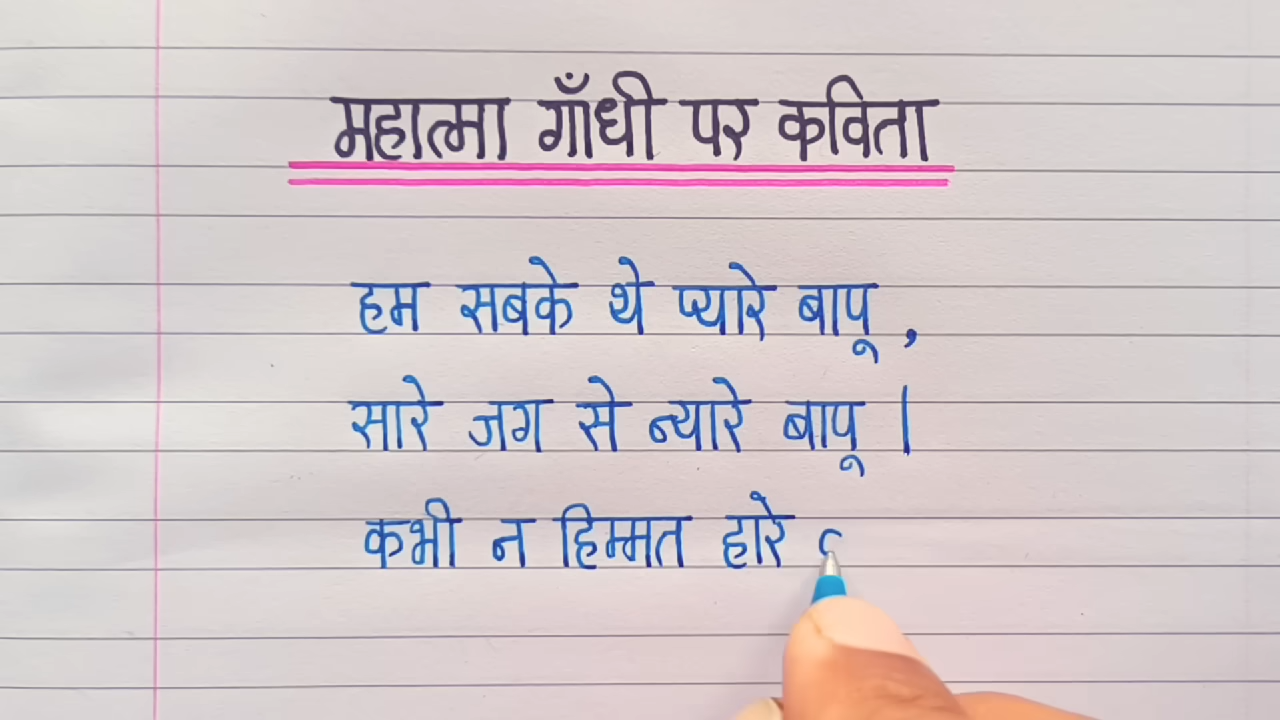 महात्मा गाँधी पर कविता
हम सबके थे प्यारे बापू ,
सारे जग से न्यारे बापू ।
कभी न हिम्मत हारे